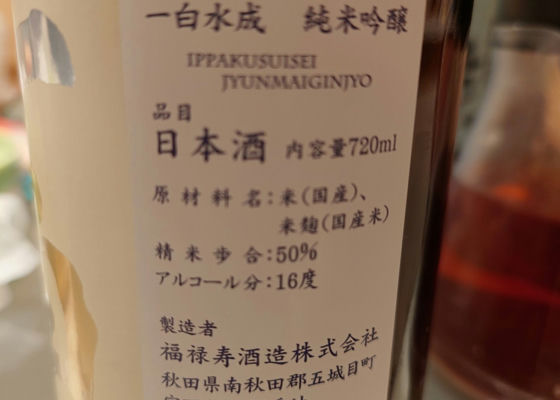 一白水成　純米吟醸
IPPAKUSUISEI
JYUNMAIGINJYO
品目
日本酒　内容量720ml
原材料名：米（国産）、
米麹（国産米）
精米歩合：50%
アルコール分：16度
製造者
福禄寿酒造株式会社
秋田県南秋田郡五城目町